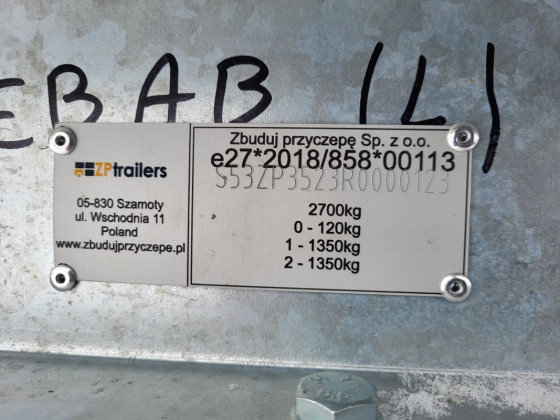 EBAB (L)
ZPtrailers
05-830 Szamoty
ul. Wschodnia 11
Poland
www.zbudujprzyczepe.pl
Zbuduj przyczepę Sp. z o.o.
e27*2018/858*00113
S53ZP3523R0000123
2700kg
0 - 120kg
1 - 1350kg
2 - 1350kg